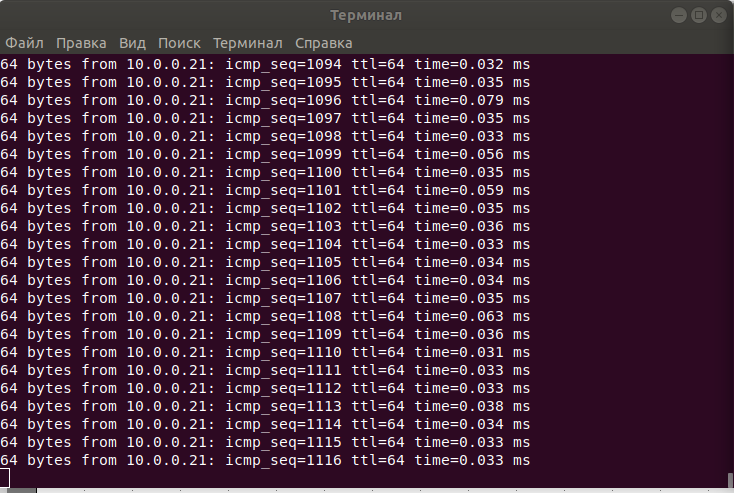 Терминал
Файл Правка Вид Поиск Терминал Справка
64 bytes from 10.0.0.21: icmp_seq=1094 ttl=64 time=0.032 ms
64 bytes from 10.0.0.21: icmp_seq=1095 ttl=64 time=0.035 ms
64 bytes from 10.0.0.21: icmp_seq=1096 ttl=64 time=0.079 ms
64 bytes from 10.0.0.21: icmp_seq=1097 ttl=64 time=0.035 ms
64 bytes from 10.0.0.21: icmp_seq=1098 ttl=64 time=0.033 ms
64 bytes from 10.0.0.21: icmp_seq=1099 ttl=64 time=0.056 ms
64 bytes from 10.0.0.21: icmp_seq=1100 ttl=64 time=0.035 ms
64 bytes from 10.0.0.21: icmp_seq=1101 ttl=64 time=0.059 ms
64 bytes from 10.0.0.21: icmp_seq=1102 ttl=64 time=0.035 ms
64 bytes from 10.0.0.21: icmp_seq=1103 ttl=64 time=0.036 ms
64 bytes from 10.0.0.21: icmp_seq=1104 ttl=64 time=0.033 ms
64 bytes from 10.0.0.21: icmp_seq=1105 ttl=64 time=0.034 ms
64 bytes from 10.0.0.21: icmp_seq=1106 ttl=64 time=0.034 ms
64 bytes from 10.0.0.21: icmp_seq=1107 ttl=64 time=0.035 ms
64 bytes from 10.0.0.21: icmp_seq=1108 ttl=64 time=0.063 ms
64 bytes from 10.0.0.21: icmp_seq=1109 ttl=64 time=0.036 ms
64 bytes from 10.0.0.21: icmp_seq=1110 ttl=64 time=0.031 ms
64 bytes from 10.0.0.21: icmp_seq=1111 ttl=64 time=0.033 ms
64 bytes from 10.0.0.21: icmp_seq=1112 ttl=64 time=0.033 ms
64 bytes from 10.0.0.21: icmp_seq=1113 ttl=64 time=0.038 ms
64 bytes from 10.0.0.21: icmp_seq=1114 ttl=64 time=0.034 ms
64 bytes from 10.0.0.21: icmp_seq=1115 ttl=64 time=0.033 ms
64 bytes from 10.0.0.21: icmp_seq=1116 ttl=64 time=0.033 ms